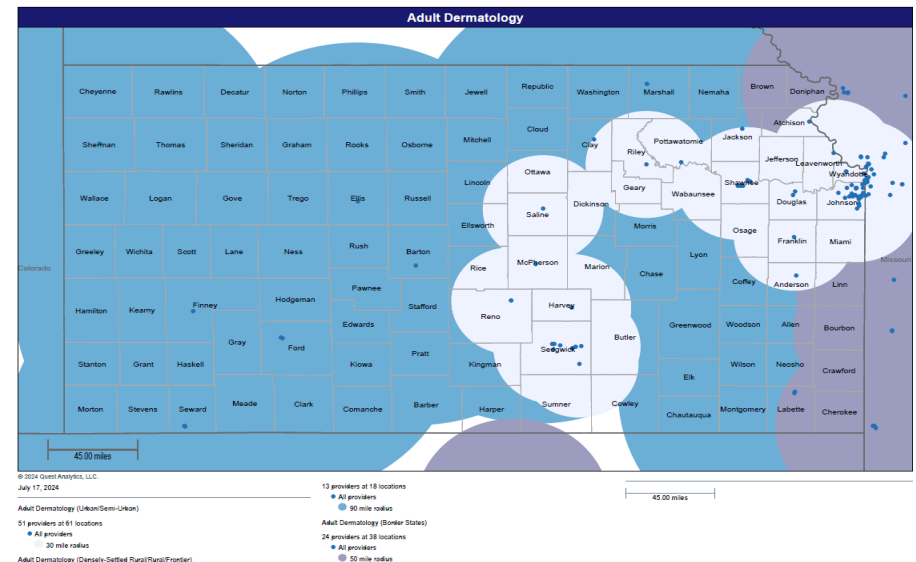 Adult Dermatology
Cheyenne Rawlins Decatur Norton Phillips Smith Jewell Republic Washington Marshall Nemaha Brown Doniphan
Atchison
Sherman Thomas Sheridan Graham Rooks Osborne Mitchell Cloud Clay Riley Pottawatomie Jackson
Jefferson Leavenworth
Wyandotte
Lincoln Ottawa Geary Wabaunsee Shawnee
Wallace Logan Gove Trego Ellis Russell Dickinson Douglas Johnson
Saline
Ellsworth Morris Osage
Greeley Wichita Scott Lane Ness Rush Barton Lyon Franklin Miami
Colorado Rice McPherson Marion Chase Missouri
Pawnee Coffey Anderson Linn
Hamilton Kearny Finney Hodgeman Stafford Reno Harvey
Edwards Greenwood Woodson Allen Bourbon
Gray Ford Butler
Stanton Grant Haskell Kiowa Pratt Kingman Sedgwick Wilson Neosho Crawford
Elk
Morton Stevens Seward Meade Clark Comanche Barber Harper Sumner Cowley Chautauqua Montgomery Labette Cherokee
45.00 miles
© 2024 Quest Analytics, LLC.
July 17, 2024
Adult Dermatology (Urban/Semi-Urban)
51 providers at 61 locations
All providers
30 mile radius
Adult Dermatology (Densely-Settled Rural/Rural/Frontier)
13 providers at 18 locations
All providers
90 mile radius
Adult Dermatology (Border States)
24 providers at 38 locations
All providers
50 mile radius
45.00 miles